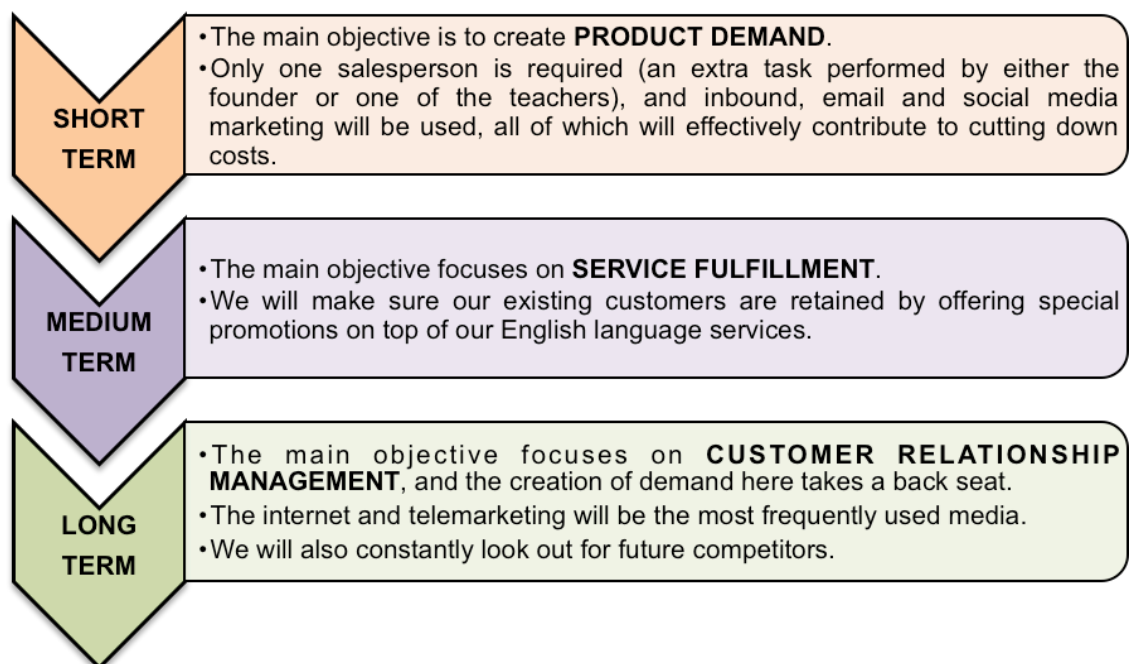 SHORT
TERM
•The main objective is to create PRODUCT DEMAND.
•Only one salesperson is required (an extra task performed by either the
founder or one of the teachers), and inbound, email and social media
marketing will be used, all of which will effectively contribute to cutting down
costs.
MEDIUM
TERM
•The main objective focuses on SERVICE FULFILLMENT.
•We will make sure our existing customers are retained by offering special
promotions on top of our English language services.
LONG
TERM
•The main objective focuses on CUSTOMER RELATIONSHIP
MANAGEMENT, and the creation of demand here takes a back seat.
•The internet and telemarketing will be the most frequently used media.
•We will also constantly look out for future competitors.